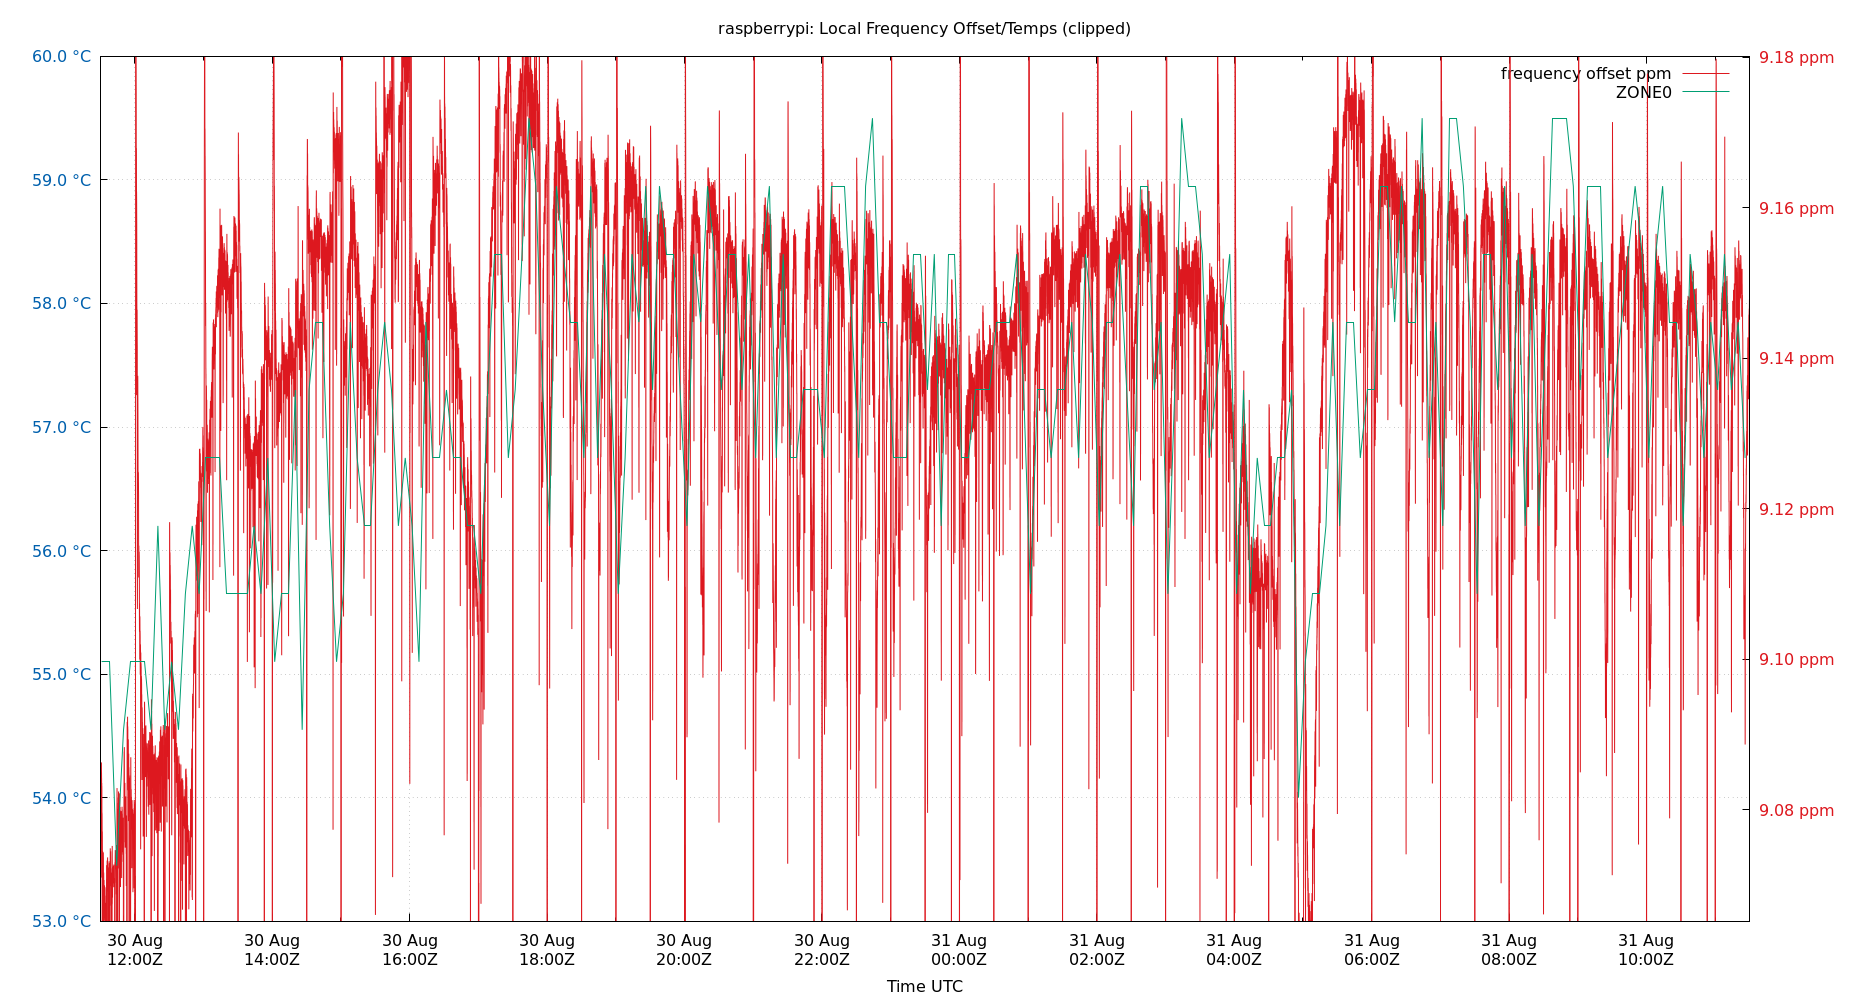 raspberrypi: Local Frequency Offset/Temps (clipped)
60.0 °C
59.0 °C
58.0 °C
57.0 °C
56.0 °C
55.0 °C
54.0 °C
53.0 °C
9.18 ppm
9.16 ppm
9.14 ppm
9.12 ppm
9.10 ppm
9.08 ppm
frequency offset ppm
ZONE0
30 Aug
12:00Z
30 Aug
14:00Z
30 Aug
16:00Z
30 Aug
18:00Z
30 Aug
20:00Z
30 Aug
22:00Z
31 Aug
00:00Z
31 Aug
02:00Z
31 Aug
04:00Z
31 Aug
06:00Z
31 Aug
08:00Z
31 Aug
10:00Z
Time UTC